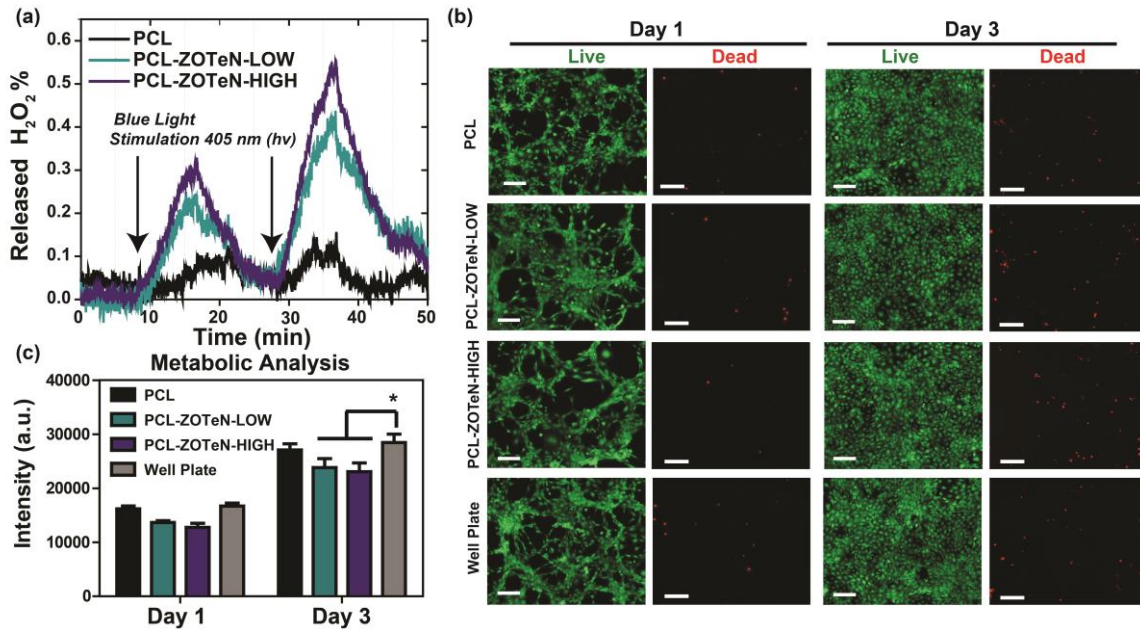 (a)
0.6
0.5
0.4
0.3
0.2
0.1
0.0
Released H₂O₂ %
PCL
PCL-ZOTeN-LOW
PCL-ZOTeN-HIGH
Blue Light
Stimulation 405 nm (hv)
0 10 20 30 40 50
Time (min)
(b)
Day 1 Day 3
Live Dead Live Dead
PCL
PCL-ZOTeN-LOW
PCL-ZOTeN-HIGH
Well Plate
(c)
Metabolic Analysis
40000
30000
20000
10000
0
Intensity (a.u.)
PCL
PCL-ZOTeN-LOW
PCL-ZOTeN-HIGH
Well Plate
*
Day 1 Day 3